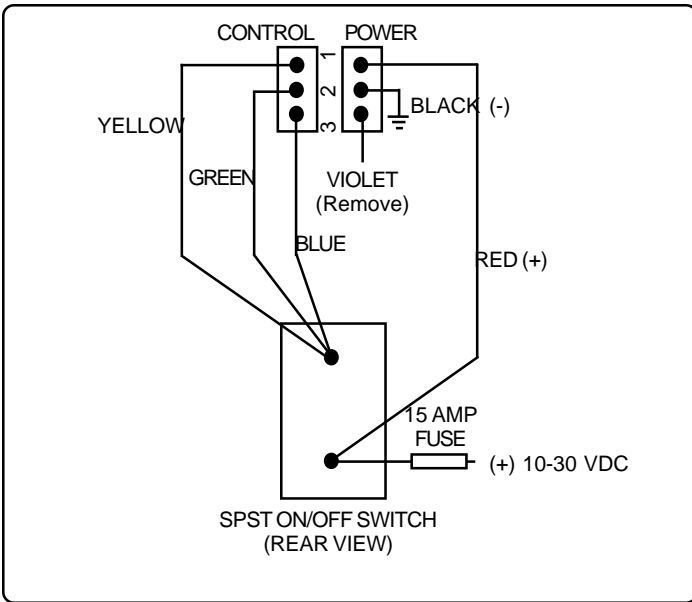 CONTROL POWER
1
2
3
BLACK (-)
YELLOW
GREEN
VIOLET
(Remove)
BLUE
RED (+)
15 AMP
FUSE
(+) 10-30 VDC
SPST ON/OFF SWITCH
(REAR VIEW)